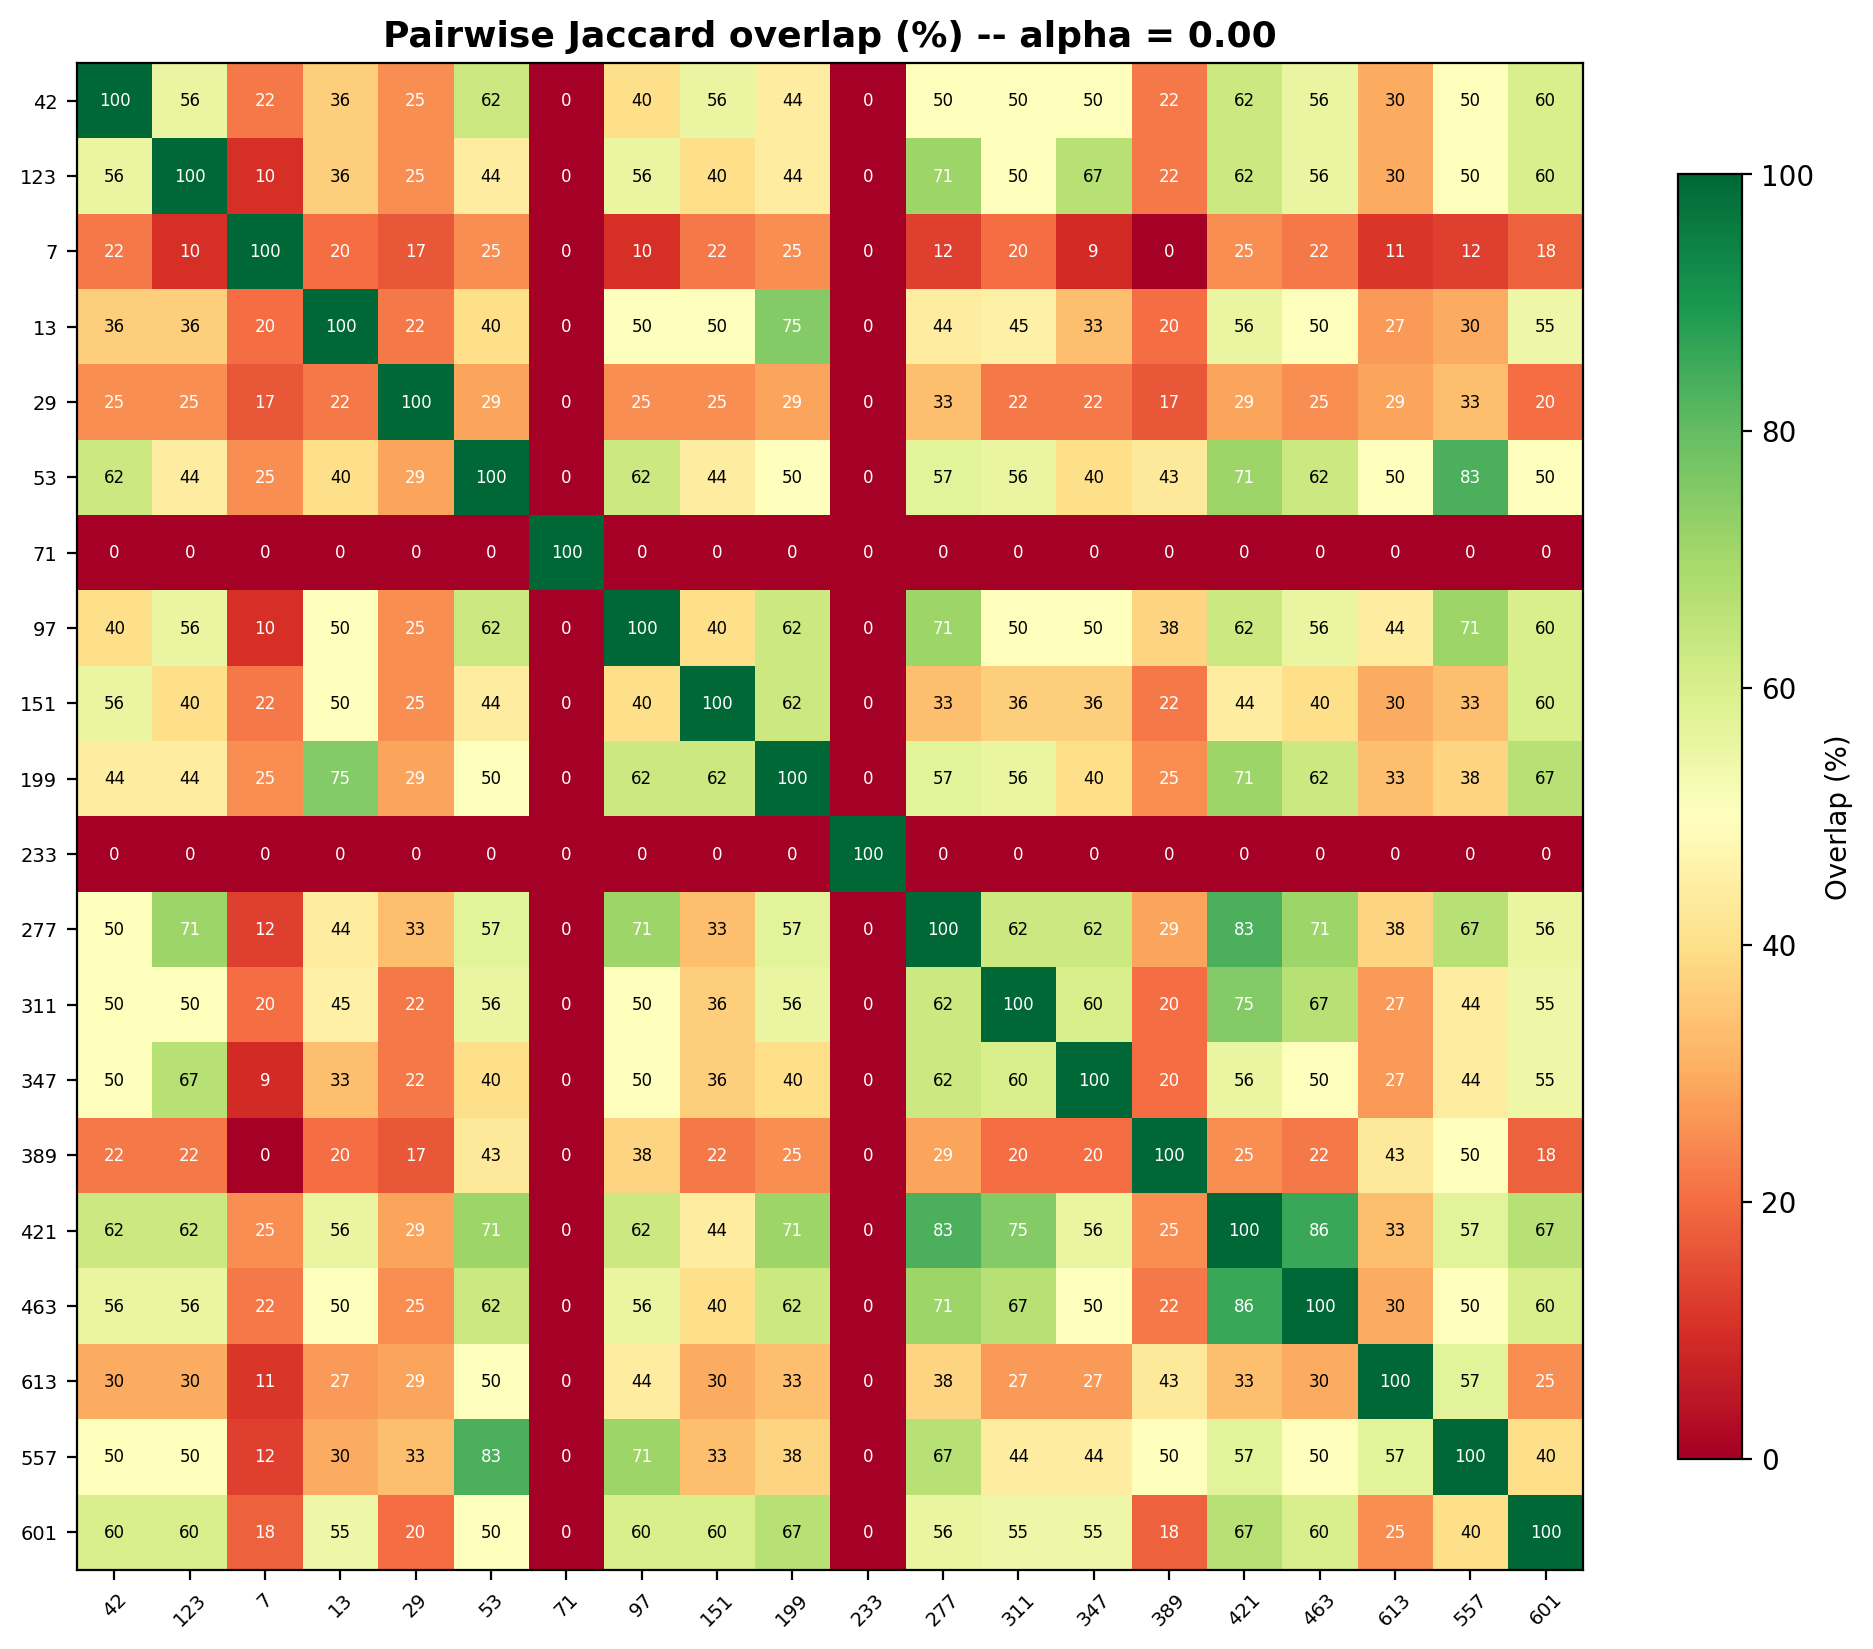 Pairwise Jaccard overlap (%) -- alpha = 0.00
42 100 56 22 36 25 62 0 40 56 44 0 50 50 50 22 62 56 30 50 60
123 56 100 10 36 25 44 0 56 40 44 0 71 50 67 22 62 56 30 50 60
7 22 10 100 20 17 25 0 10 22 25 0 12 20 9 0 25 22 11 12 18
13 36 36 20 100 22 40 0 50 50 75 0 44 45 33 20 56 50 27 30 55
29 25 25 17 22 100 29 0 25 25 29 0 33 22 22 17 29 25 29 33 20
53 62 44 25 40 29 100 0 62 44 50 0 57 56 40 43 71 62 50 83 50
71 0 0 0 0 0 0 100 0 0 0 0 0 0 0 0 0 0 0 0 0
97 40 56 10 50 25 62 0 100 40 62 0 71 50 50 38 62 56 44 71 60
151 56 40 22 50 25 44 0 40 100 62 0 33 36 36 22 44 40 30 33 60
199 44 44 25 75 29 50 0 62 62 100 0 57 56 40 25 71 62 33 38 67
233 0 0 0 0 0 0 0 0 0 0 100 0 0 0 0 0 0 0 0 0
277 50 71 12 44 33 57 0 71 33 57 0 100 62 62 29 83 71 38 67 56
311 50 50 20 45 22 56 0 50 36 56 0 62 100 60 20 75 67 27 44 55
347 50 67 9 33 22 40 0 50 36 40 0 62 60 100 20 56 50 27 44 55
389 22 22 0 20 17 43 0 38 22 25 0 29 20 20 100 25 22 43 50 18
421 62 62 25 56 29 71 0 62 44 71 0 83 75 56 25 100 86 33 57 67
463 56 56 22 50 25 62 0 56 40 62 0 71 67 50 22 86 100 30 50 60
613 30 30 11 27 29 50 0 44 30 33 0 38 27 27 43 33 30 100 57 25
557 50 50 12 30 33 83 0 71 33 38 0 67 44 44 50 57 50 57 100 40
601 60 60 18 55 20 50 0 60 60 67 0 56 55 55 18 67 60 25 40 100
42 123 7 13 29 53 71 97 151 199 233 277 311 347 389 421 463 613 557 601
100
80
60
40
20
0
Overlap (%)